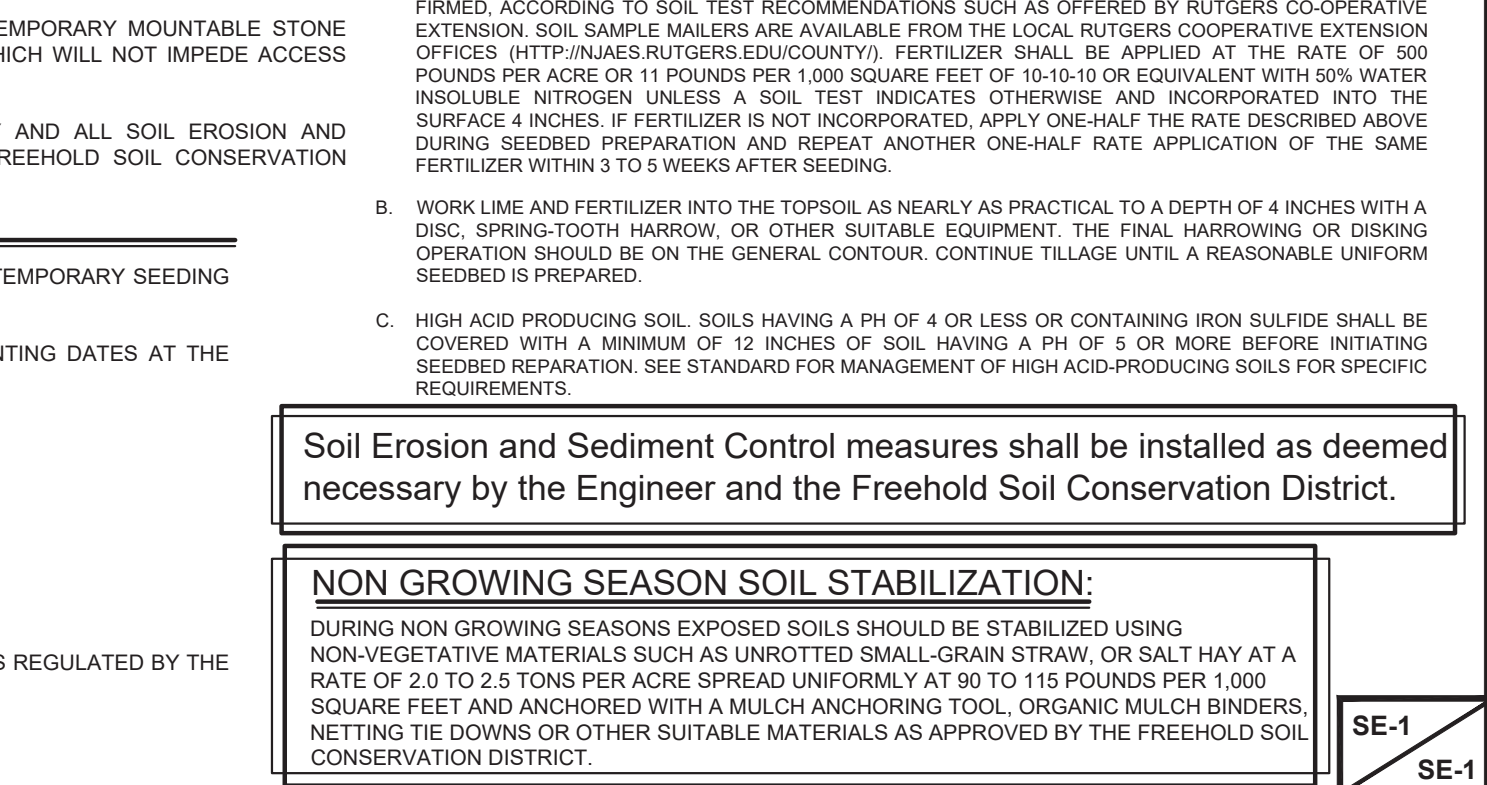 EMPORARY MOUNTABLE STONE
HICH WILL NOT IMPEDE ACCESS
AND ALL SOIL EROSION AND
REEHOLD SOIL CONSERVATION
TEMPORARY SEEDING
NTING DATES AT THE
S REGULATED BY THE
FIRMED, ACCORDING TO SOIL TEST RECOMMENDATIONS SUCH AS OFFERED BY RUTGERS CO-OPERATIVE
EXTENSION. SOIL SAMPLE MAILERS ARE AVAILABLE FROM THE LOCAL RUTGERS COOPERATIVE EXTENSION
OFFICES (HTTP://NJAES.RUTGERS.EDU/COUNTY/). FERTILIZER SHALL BE APPLIED AT THE RATE OF 500
POUNDS PER ACRE OR 11 POUNDS PER 1,000 SQUARE FEET OF 10-10-10 OR EQUIVALENT WITH 50% WATER
INSOLUBLE NITROGEN UNLESS A SOIL TEST INDICATES OTHERWISE AND INCORPORATED INTO THE
SURFACE 4 INCHES. IF FERTILIZER IS NOT INCORPORATED, APPLY ONE-HALF THE RATE DESCRIBED ABOVE
DURING SEEDBED PREPARATION AND REPEAT ANOTHER ONE-HALF RATE APPLICATION OF THE SAME
FERTILIZER WITHIN 3 TO 5 WEEKS AFTER SEEDING.
B. WORK LIME AND FERTILIZER INTO THE TOPSOIL AS NEARLY AS PRACTICAL TO A DEPTH OF 4 INCHES WITH A
DISC, SPRING-TOOTH HARROW, OR OTHER SUITABLE EQUIPMENT. THE FINAL HARROWING OR DISKING
OPERATION SHOULD BE ON THE GENERAL CONTOUR. CONTINUE TILLAGE UNTIL A REASONABLE UNIFORM
SEEDBED IS PREPARED.
C. HIGH ACID PRODUCING SOIL. SOILS HAVING A PH OF 4 OR LESS OR CONTAINING IRON SULFIDE SHALL BE
COVERED WITH A MINIMUM OF 12 INCHES OF SOIL HAVING A PH OF 5 OR MORE BEFORE INITIATING
SEEDBED REPARATION. SEE STANDARD FOR MANAGEMENT OF HIGH ACID-PRODUCING SOILS FOR SPECIFIC
REQUIREMENTS.
Soil Erosion and Sediment Control measures shall be installed as deemed
necessary by the Engineer and the Freehold Soil Conservation District.
NON GROWING SEASON SOIL STABILIZATION:
DURING NON GROWING SEASONS EXPOSED SOILS SHOULD BE STABILIZED USING
NON-VEGETATIVE MATERIALS SUCH AS UNROTTED SMALL-GRAIN STRAW, OR SALT HAY AT A
RATE OF 2.0 TO 2.5 TONS PER ACRE SPREAD UNIFORMLY AT 90 TO 115 POUNDS PER 1,000
SQUARE FEET AND ANCHORED WITH A MULCH ANCHORING TOOL, ORGANIC MULCH BINDERS,
NETTING TIE DOWNS OR OTHER SUITABLE MATERIALS AS APPROVED BY THE FREEHOLD SOIL
CONSERVATION DISTRICT.
SE-1
SE-1